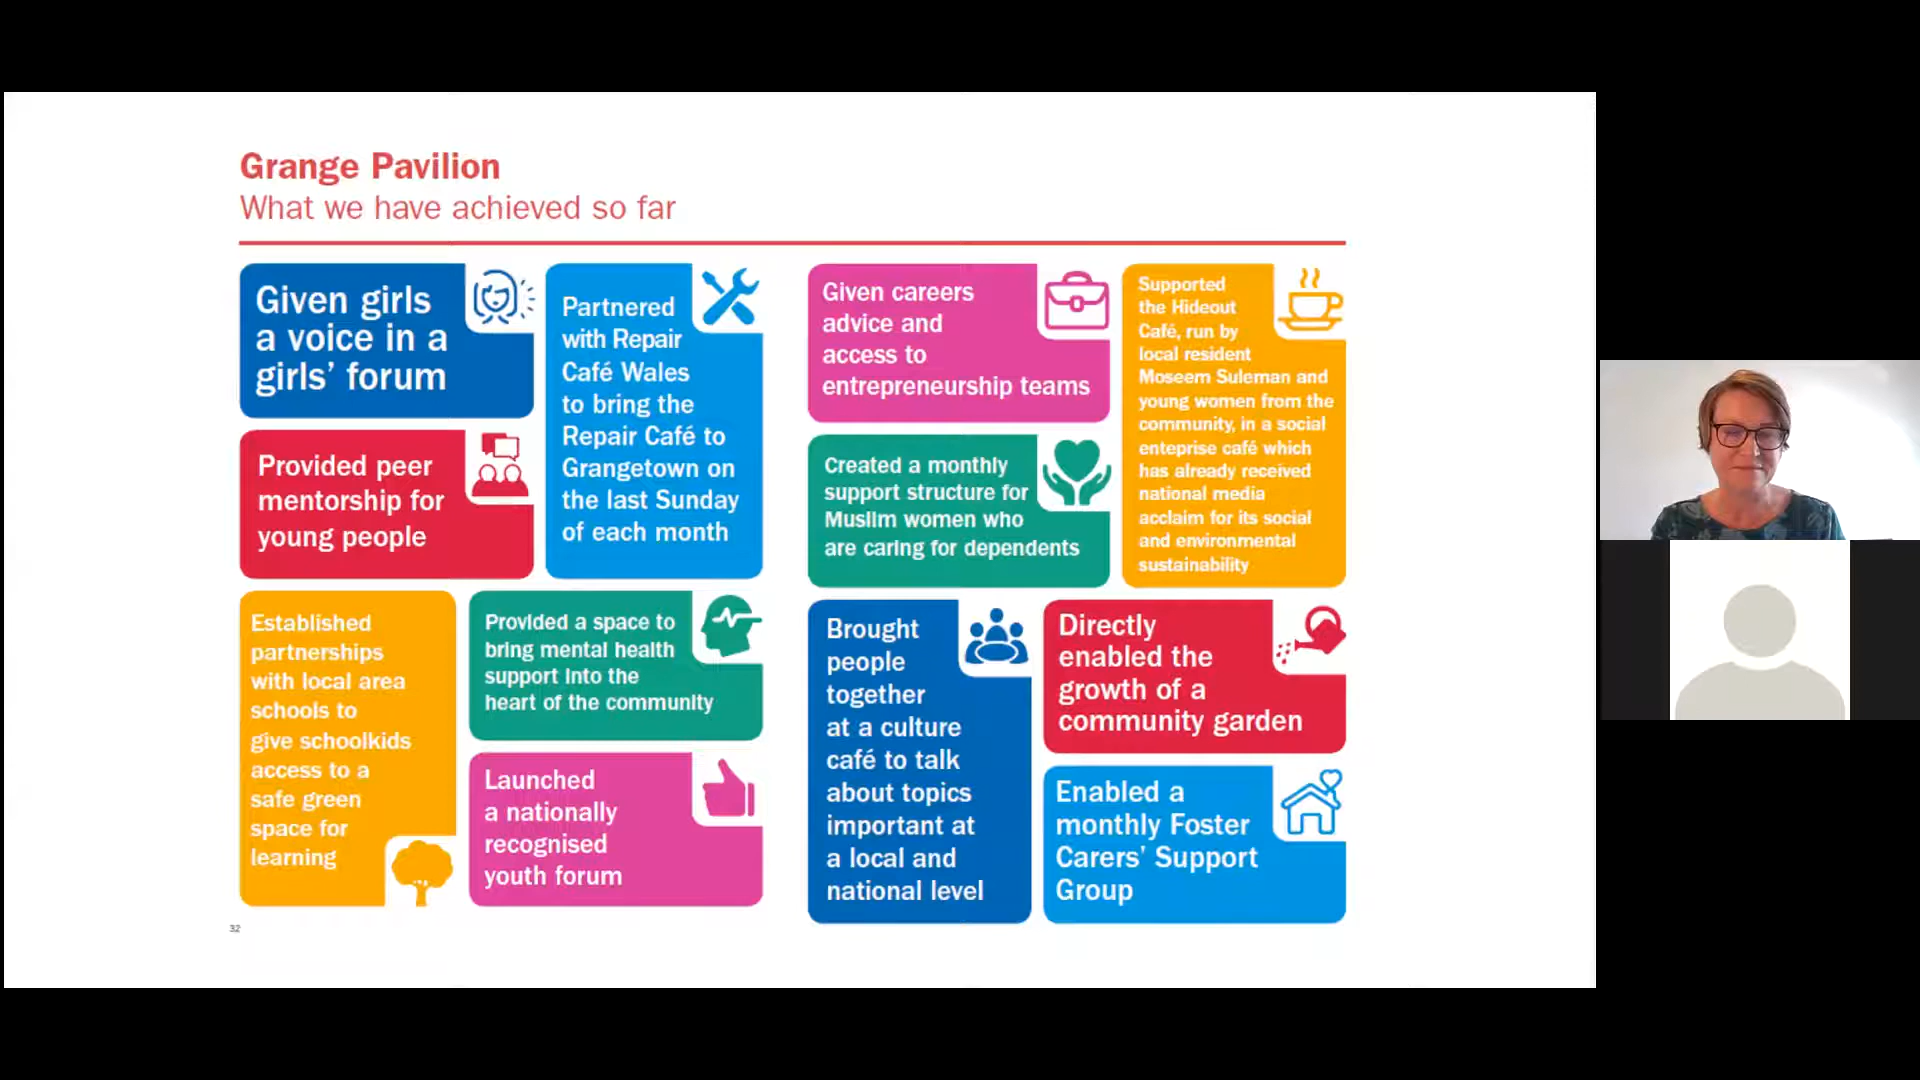 Grange Pavilion
What we have achieved so far
Given girls
a voice in a
girls’ forum
Partnered
with Repair
Café Wales
to bring the
Repair Café to
Grangetown on
the last Sunday
of each month
Provided peer
mentorship for
young people
Established
partnerships
with local area
schools to
give schoolkids
access to a
safe green
space for
learning
Provided a space to
bring mental health
support into the
heart of the community
Launched
a nationally
recognised
youth forum
Given careers
advice and
access to
entrepreneurship teams
Supported
the Hideout
Café, run by
local resident
Moseem Suleman and
young women from the
community, in a social
enteprise café which
has already received
national media
acclaim for its social
and environmental
sustainability
Created a monthly
support structure for
Muslim women who
are caring for dependents
Brought
people
together
at a culture
café to talk
about topics
important at
a local and
national level
Directly
enabled the
growth of a
community garden
Enabled a
monthly Foster
Carers’ Support
Group
32